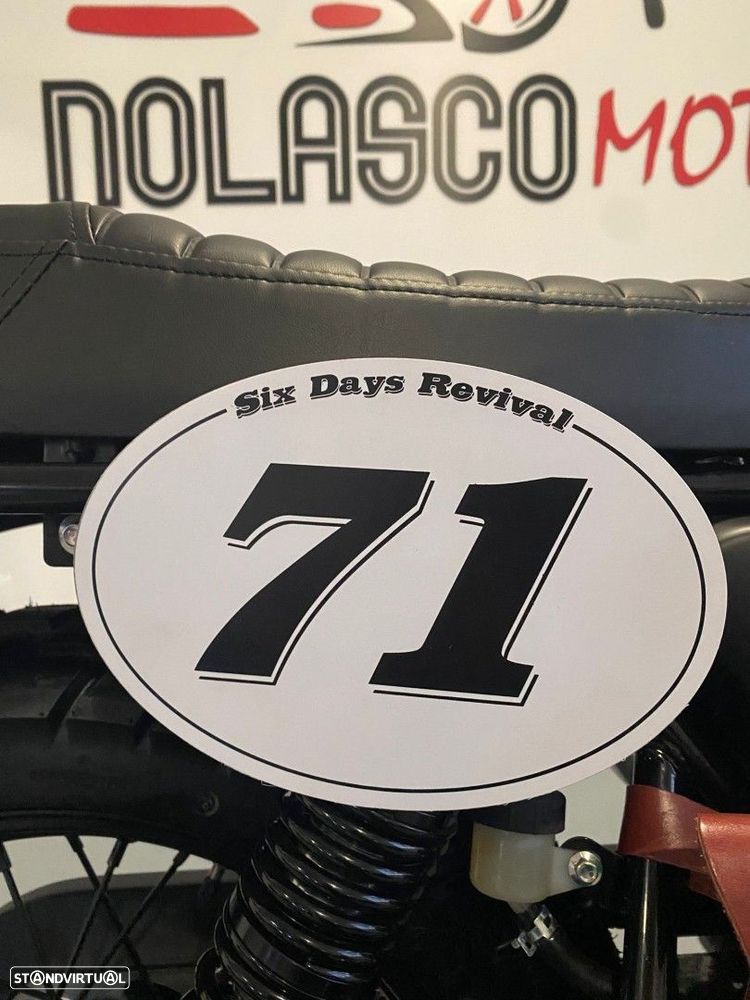 NOLASCO MOT
Six Days Revival
71
STANDVIRTUAL